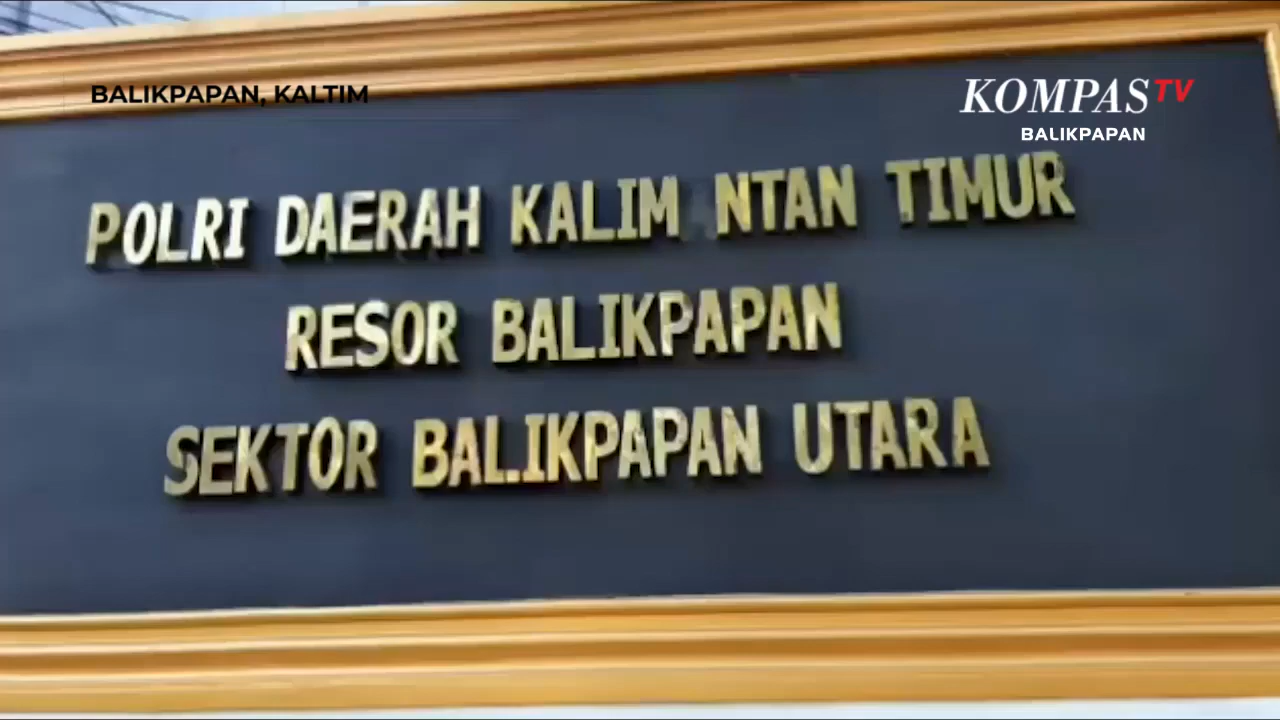 BALIKPAPAN, KALTIM
KOMPASTV
BALIKPAPAN
POLRI DAERAH KALIM NTAN TIMUR
RESOR BALIKPAPAN
SEKTOR BALIKPAPAN UTARA